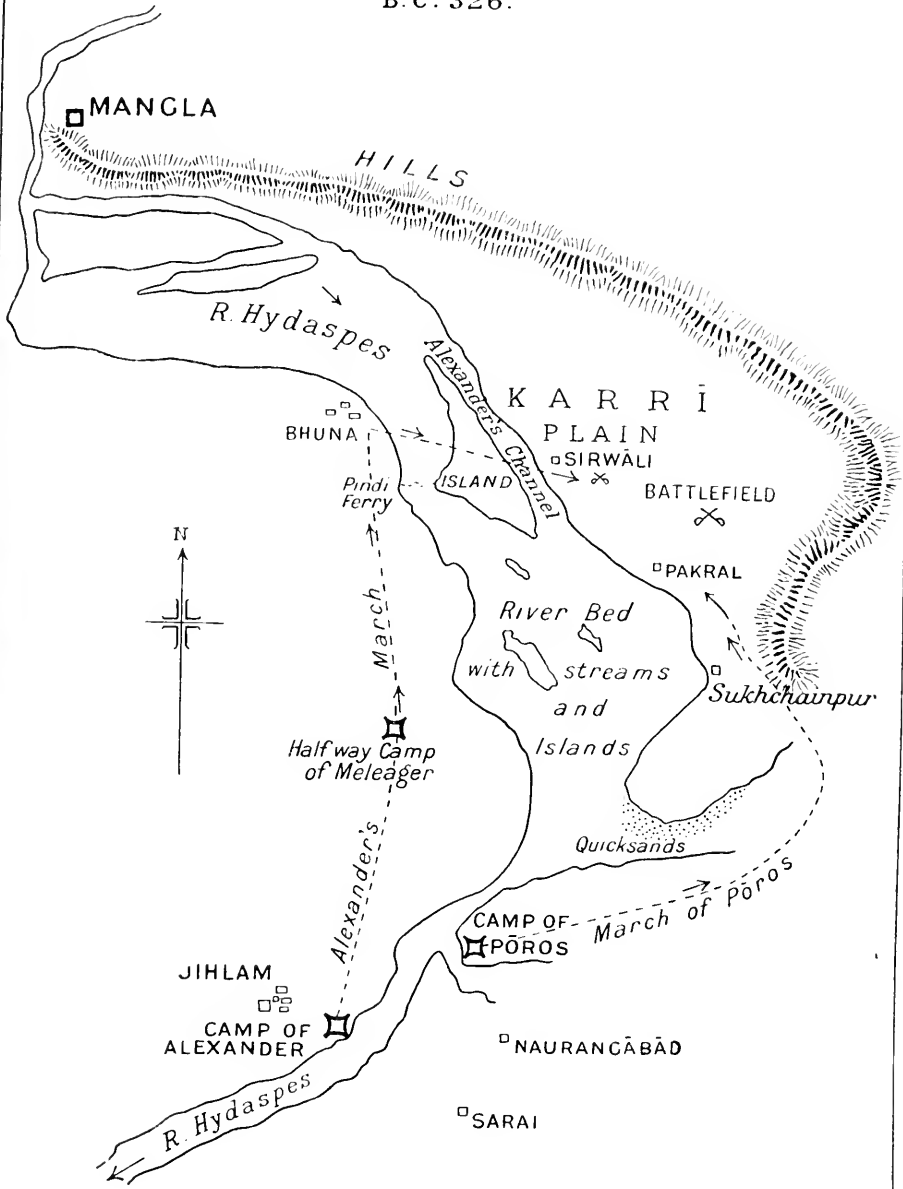 B.C. 326.
MANGLA
HILLS
R. Hydaspes
Alexander's Channel
KARRĪ
PLAIN
BHUNA
SIRWĀLI
Pindi
Ferry
ISLAND
BATTLEFIELD
N
PAKRAL
March
River Bed
with streams
and
Islands
Sukhchainpur
Halfway Camp
of Meleager
Quicksands
Alexander's
March of Pōros
CAMP OF
PŌROS
JIHLAM
CAMP OF
ALEXANDER
NAURANGĀBĀD
R. Hydaspes
SARAI